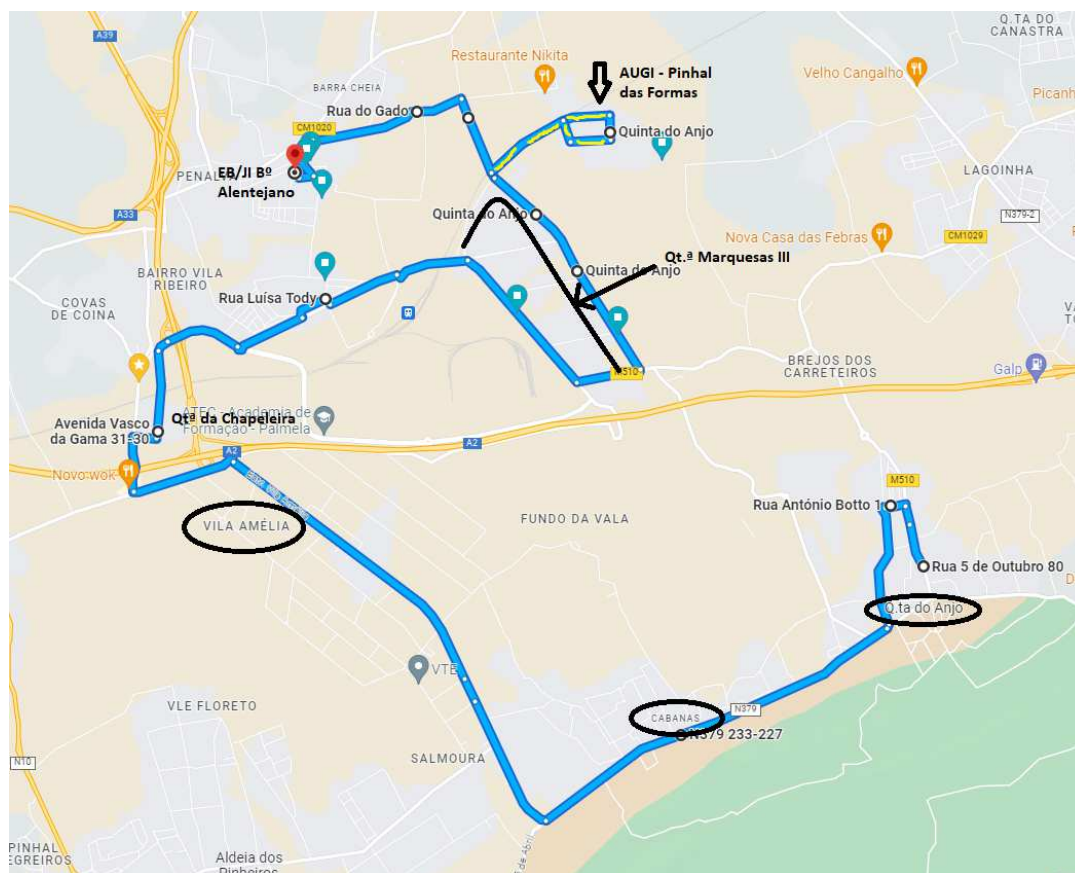 Q.TA DO
CANASTRA
A39
Restaurante Nikita
AUGI - Pinhal
das Formas
Velho Cangalho
BARRA CHEIA
Rua do Gado
CM1020
Quinta do Anjo
EB/JI Bº
Alentejano
LAGOINHA
A33
Quinta do Anjo
N379-2
CM1029
Nova Casa das Febras
Qt.ª Marquesas III
Quinta do Anjo
BAIRRO VILA
RIBEIRO
Rua Luísa Tody
COVAS
DE COINA
BREJOS DOS
CARRETEIROS
Galp
M510
Qtª da Chapeleira
Avenida Vasco
da Gama 31-30
ATEC - Academia de
Formação - Palmela
A2
A2
Novo wok
M510
Rua António Botto 1
VILA AMÉLIA
FUNDO DA VALA
Rua 5 de Outubro 80
Q.ta do Anjo
VTE
VLE FLORETO
N379
CABANAS
N379 233-227
SALMOURA
N10
Aldeia dos
Pinheiros
PINHAL